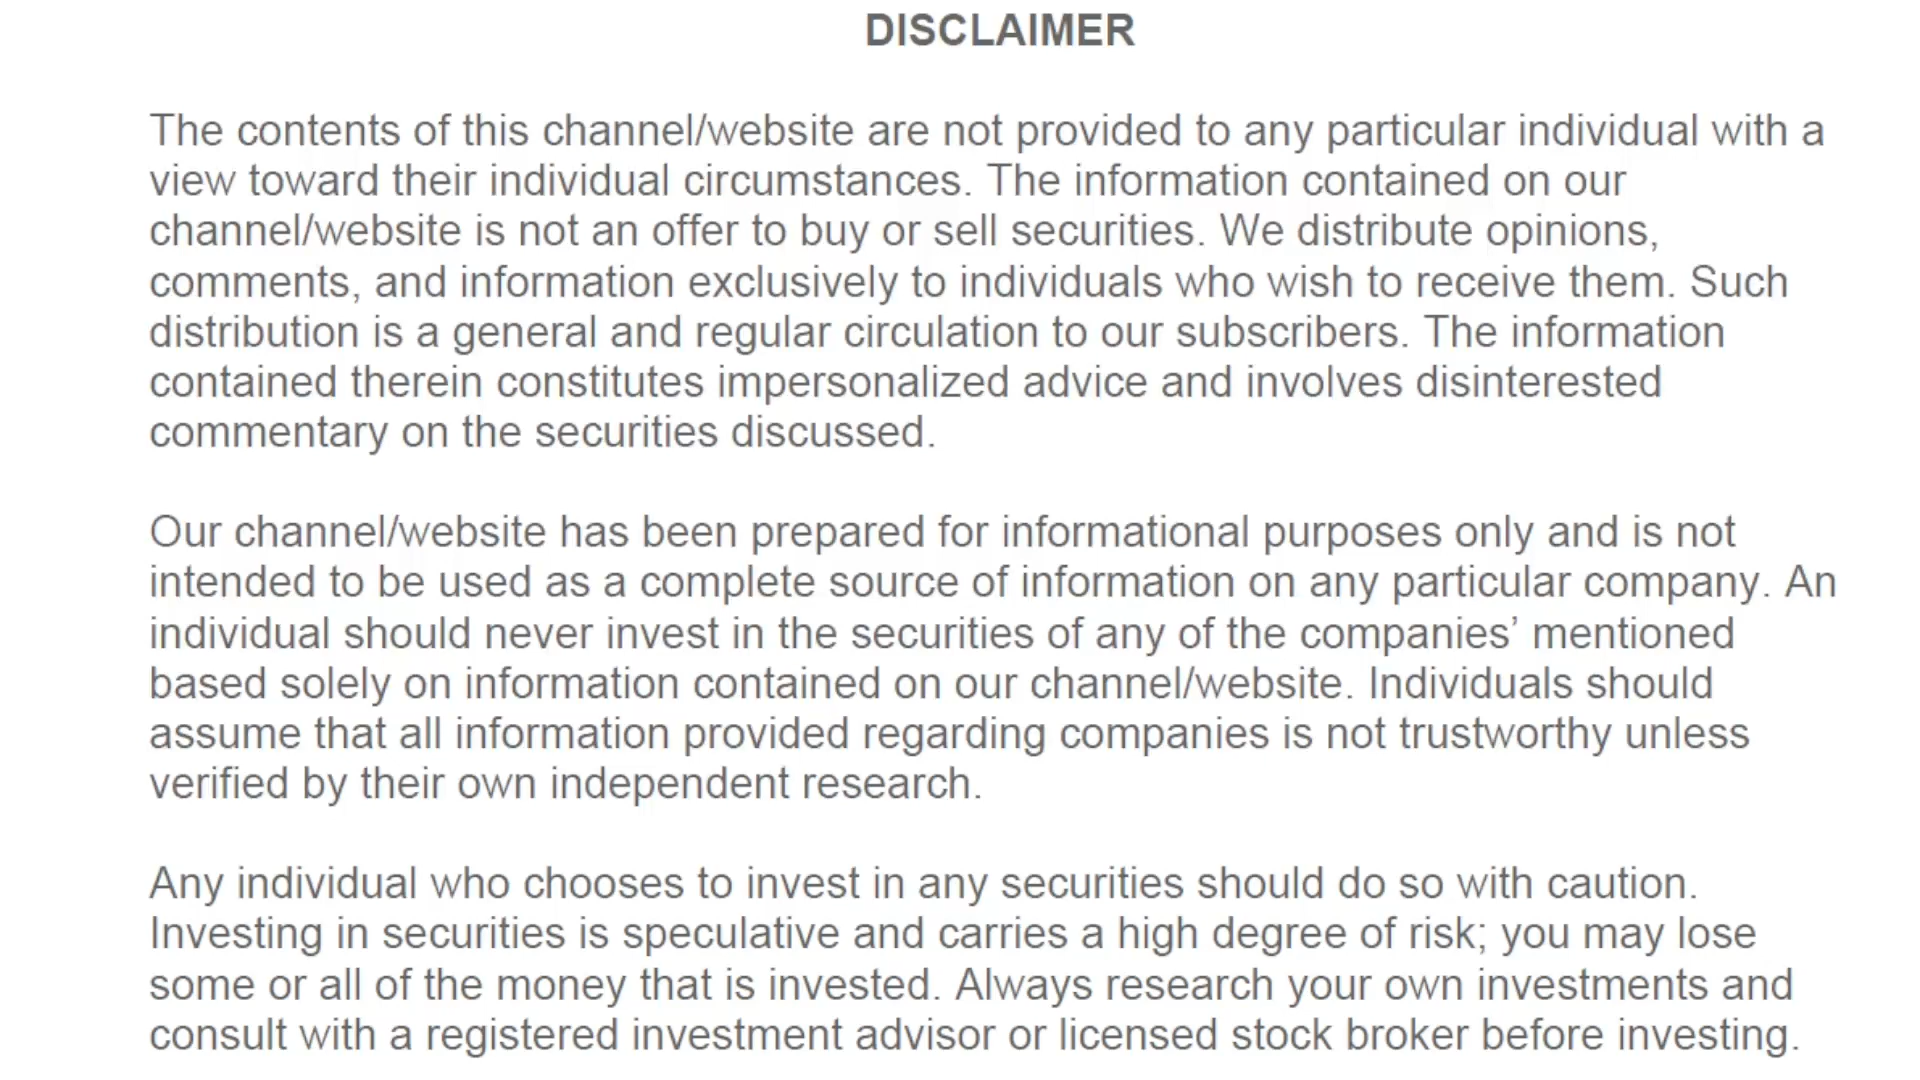 DISCLAIMER
The contents of this channel/website are not provided to any particular individual with a
view toward their individual circumstances. The information contained on our
channel/website is not an offer to buy or sell securities. We distribute opinions,
comments, and information exclusively to individuals who wish to receive them. Such
distribution is a general and regular circulation to our subscribers. The information
contained therein constitutes impersonalized advice and involves disinterested
commentary on the securities discussed.
Our channel/website has been prepared for informational purposes only and is not
intended to be used as a complete source of information on any particular company. An
individual should never invest in the securities of any of the companies’ mentioned
based solely on information contained on our channel/website. Individuals should
assume that all information provided regarding companies is not trustworthy unless
verified by their own independent research.
Any individual who chooses to invest in any securities should do so with caution.
Investing in securities is speculative and carries a high degree of risk; you may lose
some or all of the money that is invested. Always research your own investments and
consult with a registered investment advisor or licensed stock broker before investing.